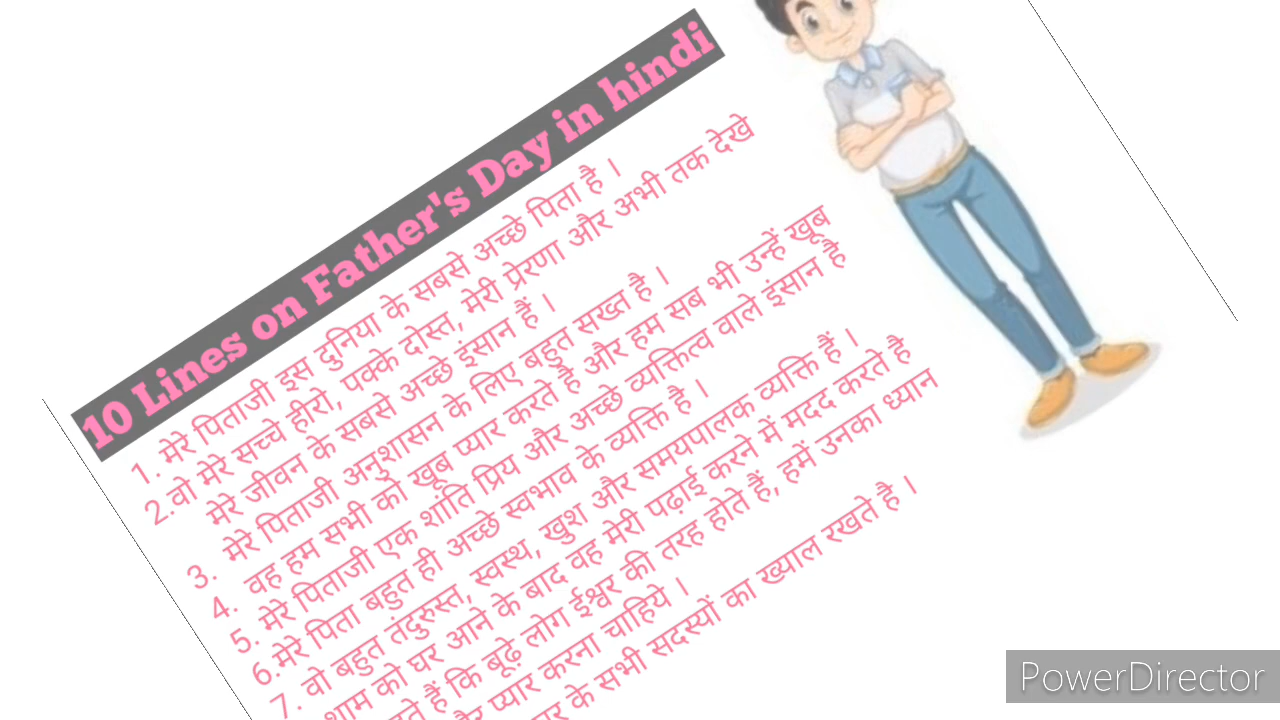 10 Lines on Father's Day in hindi
1. मेरे पिताजी इस दुनिया के सबसे अच्छे पिता है ।
2.वो मेरे सच्चे हीरो, पक्के दोस्त, मेरी प्रेरणा और अभी तक देखे
मेरे जीवन के सबसे अच्छे इंसान हैं ।
3. मेरे पिताजी अनुशासन के लिए बहुत सख्त है ।
4. वह हम सभी को खूब प्यार करते है और हम सब भी उन्हें खूब
5. मेरे पिताजी एक शांति प्रिय और अच्छे व्यक्तित्व वाले इंसान है
6.मेरे पिता बहुत ही अच्छे स्वभाव के व्यक्ति है ।
7. वो बहुत तंदुरुस्त, स्वस्थ, खुश और समयपालक व्यक्ति हैं ।
शाम को घर आने के बाद वह मेरी पढ़ाई करने में मदद करते है
हैं कि बूढ़े लोग ईश्वर की तरह होते हैं, हमें उनका ध्यान
प्यार करना चाहिये ।
के सभी सदस्यों का ख्याल रखते है ।
PowerDirector